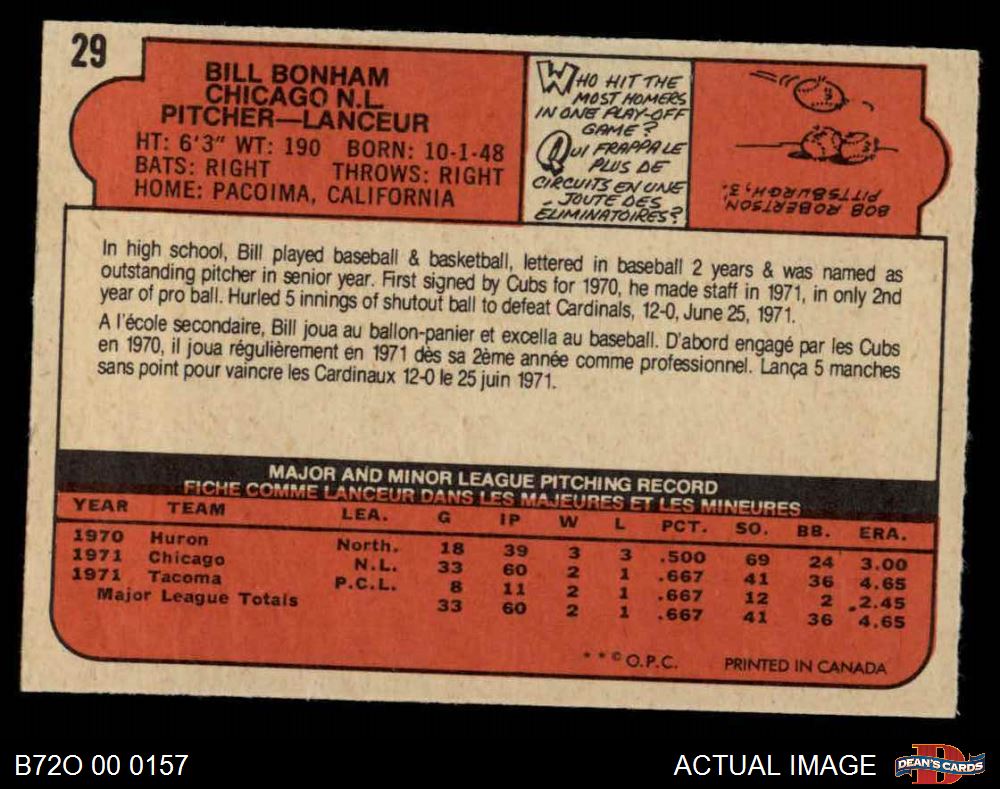 29
BILL BONHAM
CHICAGO N.L.
PITCHER—LANCEUR
HT: 6'3" WT: 190 BORN: 10-1-48
BATS: RIGHT THROWS: RIGHT
HOME: PACOIMA, CALIFORNIA
WHO HIT THE
MOST HOMERS
IN ONE PLAY-OFF
GAME?
QUI FRAPPA LE
PLUS DE
CIRCUITS EN UNE
JOUTE DES
ÉLIMINATOIRES?
BOB ROBERTSON,
PITTSBURGH, 3.
In high school, Bill played baseball & basketball, lettered in baseball 2 years & was named as
outstanding pitcher in senior year. First signed by Cubs for 1970, he made staff in 1971, in only 2nd
year of pro ball. Hurled 5 innings of shutout ball to defeat Cardinals, 12-0, June 25, 1971.
A l'école secondaire, Bill joua au ballon-panier et excella au baseball. D'abord engagé par les Cubs
en 1970, il joua régulièrement en 1971 dès sa 2ème année comme professionnel. Lança 5 manches
sans point pour vaincre les Cardinaux 12-0 le 25 juin 1971.
MAJOR AND MINOR LEAGUE PITCHING RECORD
FICHE COMME LANCEUR DANS LES MAJEURES ET LES MINEURES
YEAR TEAM LEA. G IP W L PCT. SO. BB. ERA.
1970 Huron North. 18 39 3 3 .500 69 24 3.00
1971 Chicago N.L. 33 60 2 1 .667 41 36 4.65
1971 Tacoma P.C.L. 8 11 2 1 .667 12 2 2.45
Major League Totals 33 60 2 1 .667 41 36 4.65
**© O.P.C. PRINTED IN CANADA
B72O 00 0157
ACTUAL IMAGE
D
DEAN'S CARDS